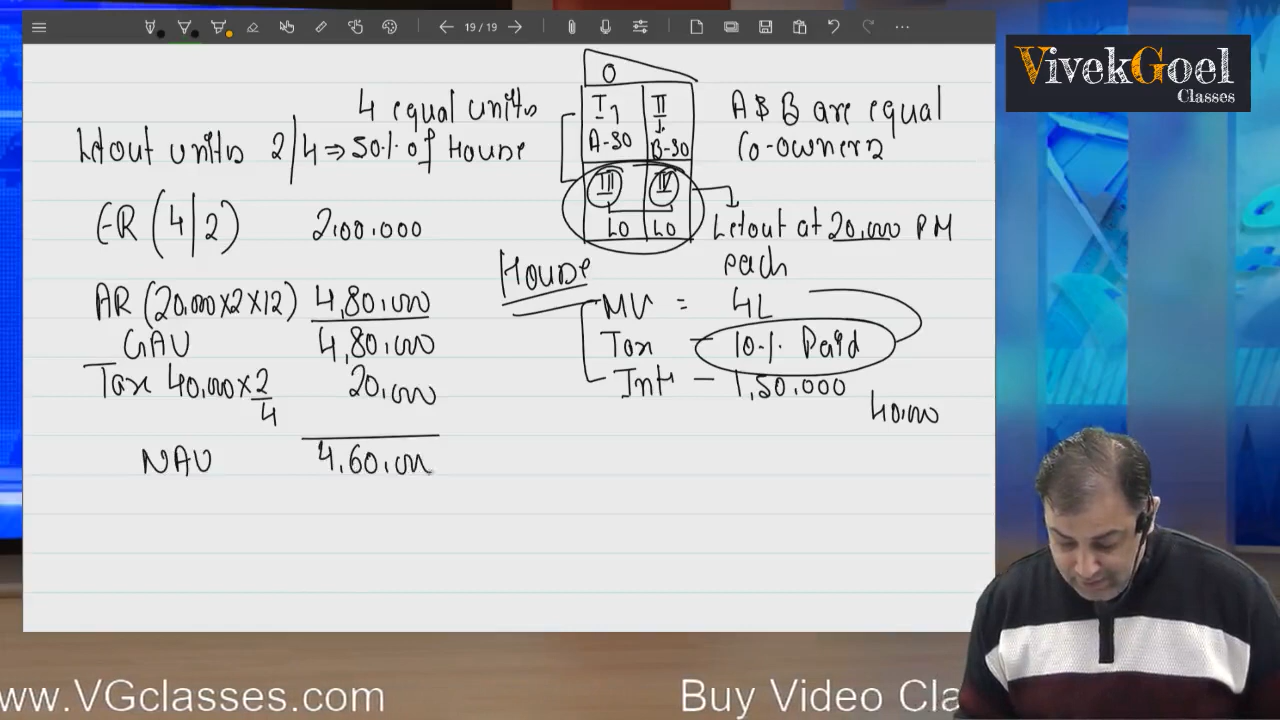 19/19
VivekGoel
Classes
4 equal units
Letout units 2/4 ⇒ 50% of House
ER (4/2) 2,00,000
AR (20,000×2×12) 4,80,000
GAV 4,80,000
Tax 40,000 × 2/4 20,000
NAV 4,60,000
O
I II
A-SO B-SO
III IV
LO LO
A & B are equal
Co-owners
Letout at 20,000 PM
each
House
MV = 4L
Tax - 10% Paid
Int - 1,50,000
40,000
www.VGclasses.com
Buy Video Cla